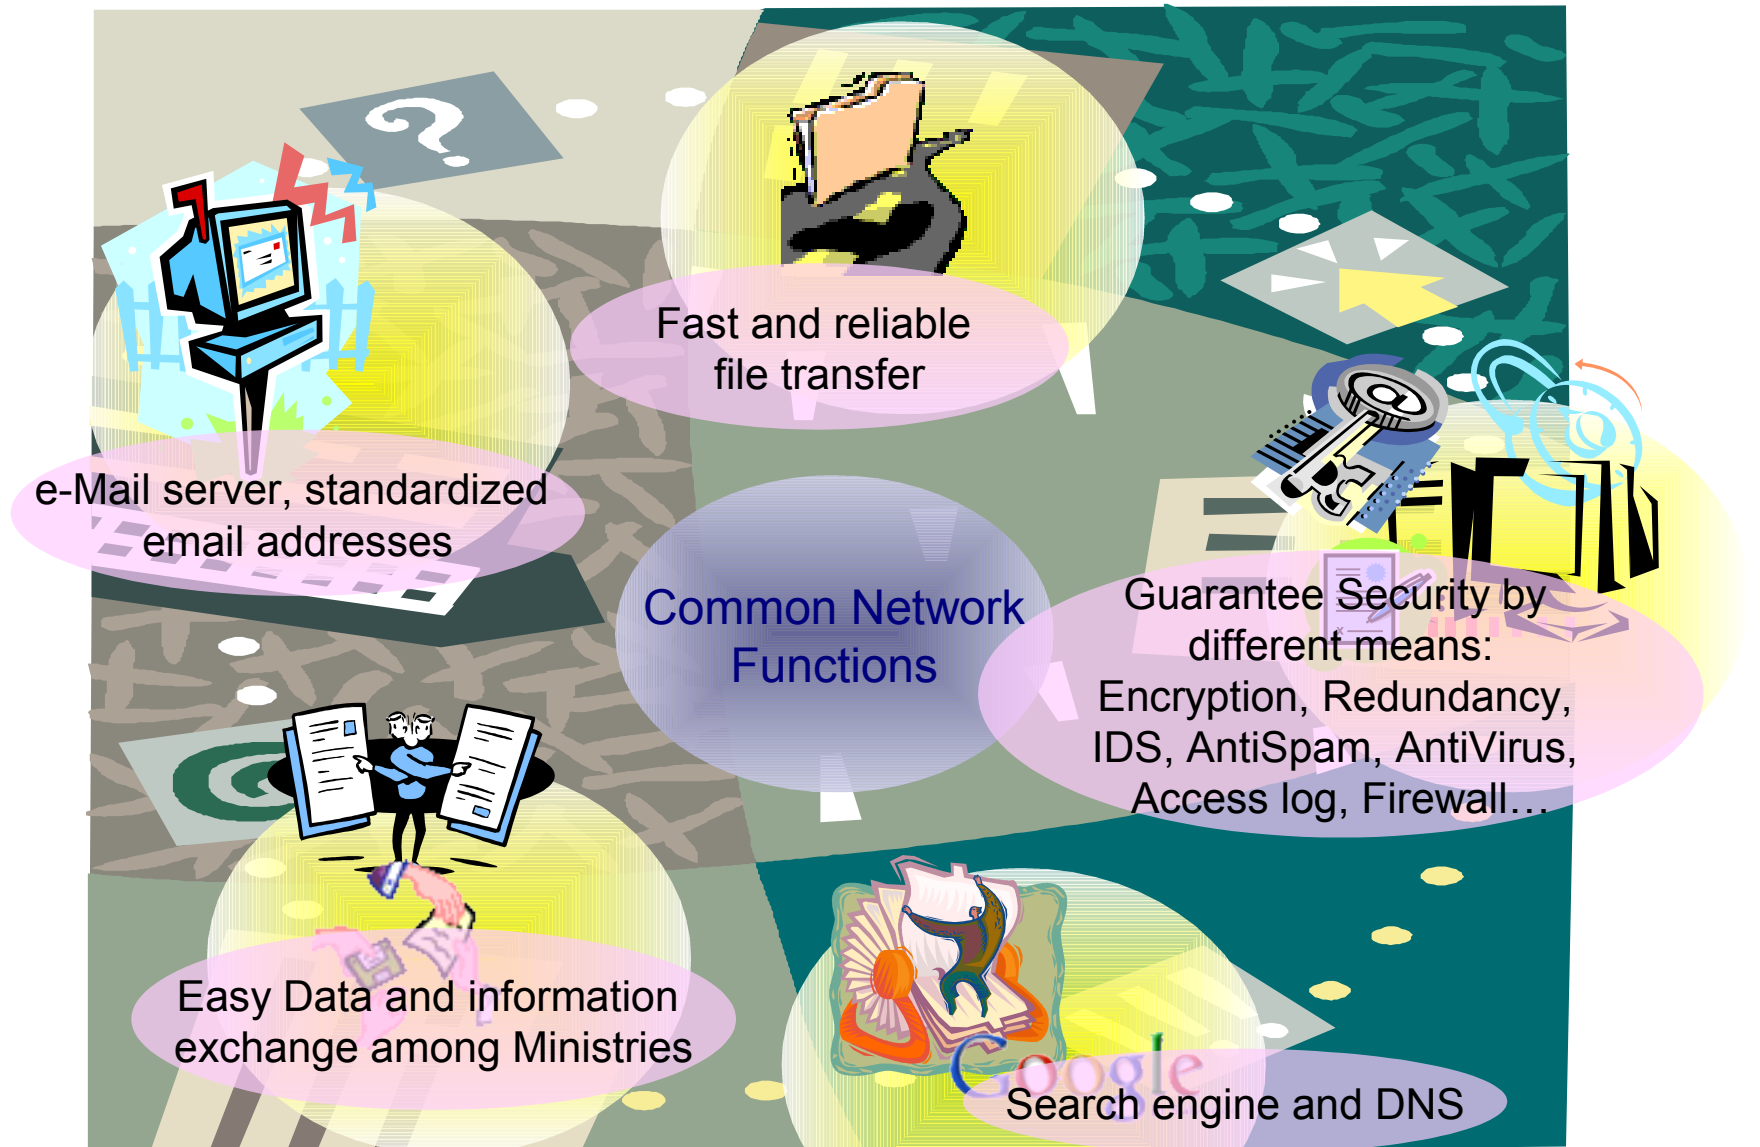 Fast and reliable
file transfer
e-Mail server, standardized
email addresses
Common Network
Functions
Guarantee Security by
different means:
Encryption, Redundancy,
IDS, AntiSpam, AntiVirus,
Access log, Firewall…
Easy Data and information
exchange among Ministries
Google
Search engine and DNS